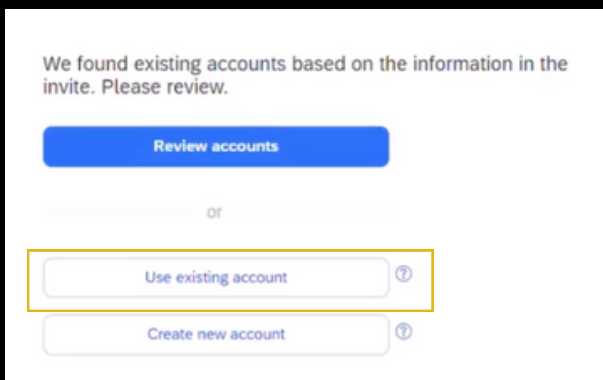 We found existing accounts based on the information in the
invite. Please review.
Review accounts
or
Use existing account
?
Create new account
?